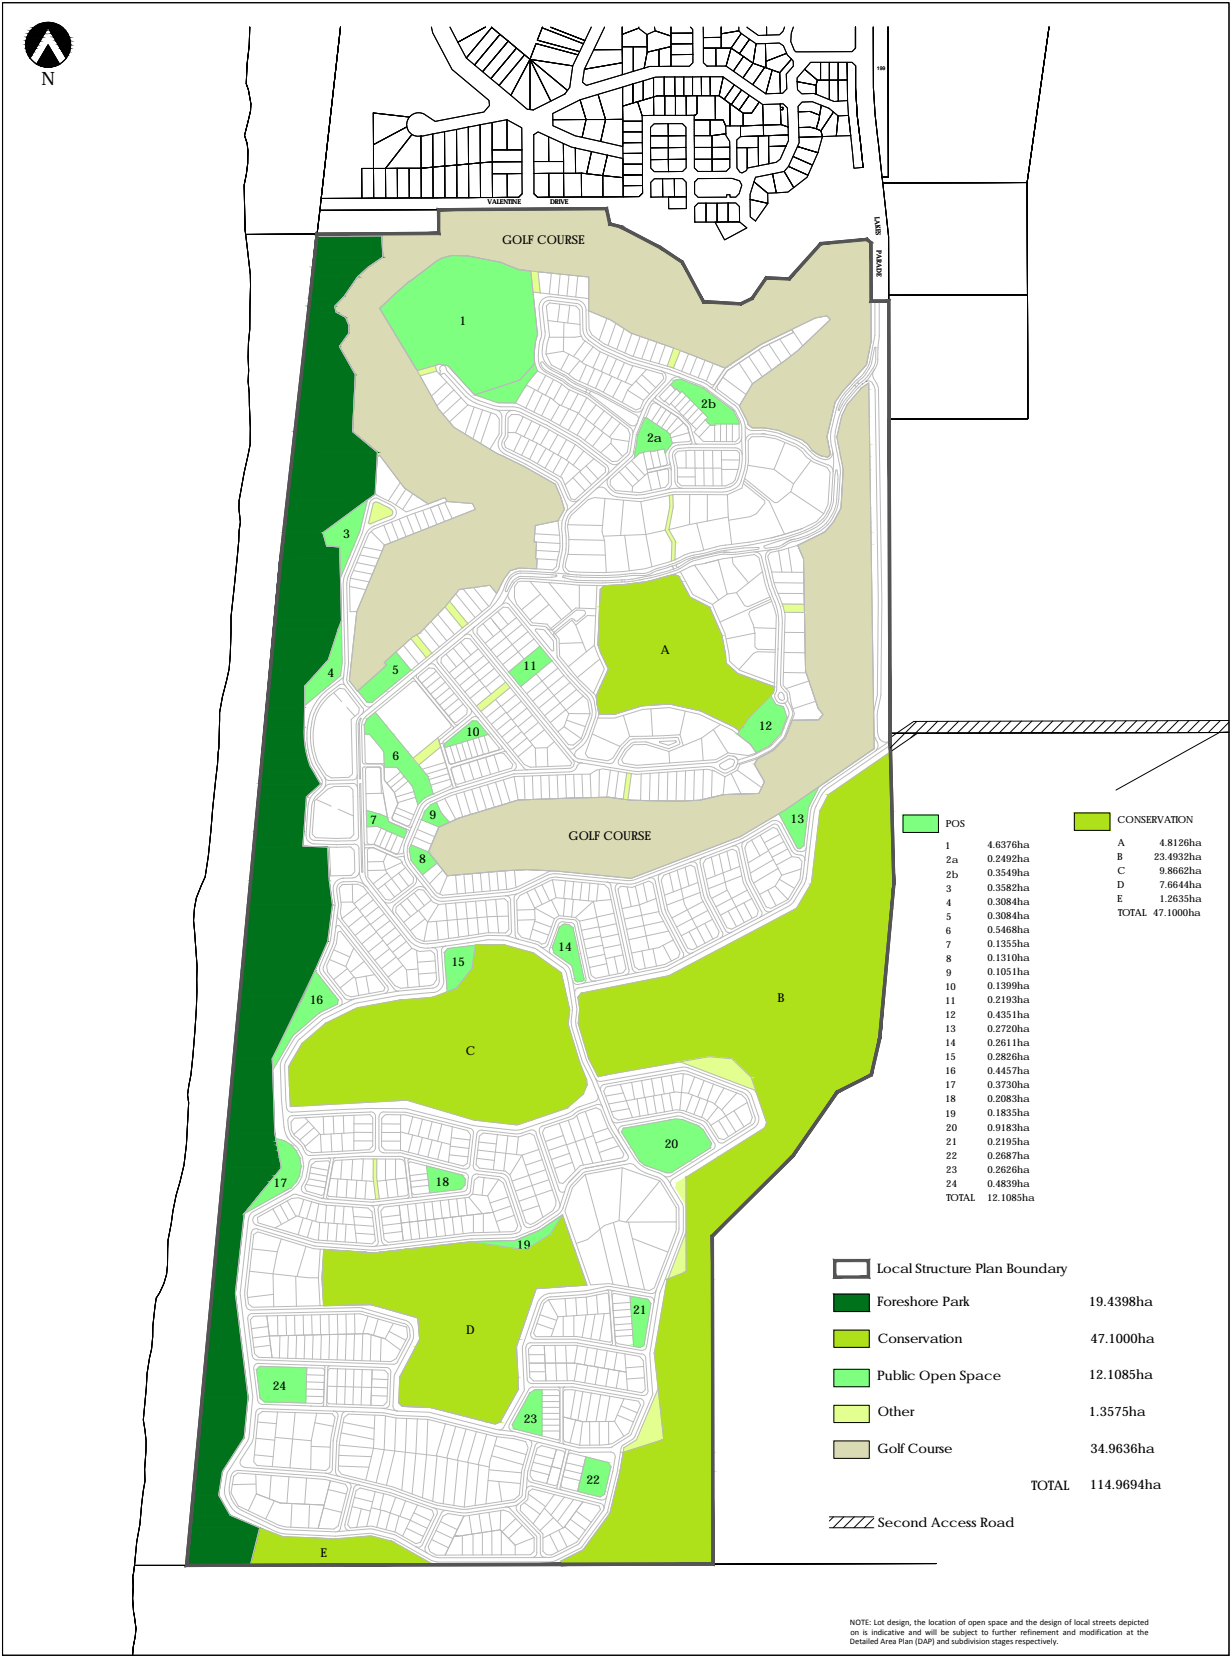 N
199
VALENTINE DRIVE
LAKES PARADE
GOLF COURSE
1
2b
2a
3
A
4
5
11
12
10
6
9
7
8
GOLF COURSE
13
14
15
16
B
C
20
17
18
19
21
D
24
23
22
E
POS
1 4.6376ha
2a 0.2492ha
2b 0.3549ha
3 0.3582ha
4 0.3084ha
5 0.3084ha
6 0.5468ha
7 0.1355ha
8 0.1310ha
9 0.1051ha
10 0.1399ha
11 0.2193ha
12 0.4351ha
13 0.2720ha
14 0.2611ha
15 0.2826ha
16 0.4457ha
17 0.3730ha
18 0.2083ha
19 0.1835ha
20 0.9183ha
21 0.2195ha
22 0.2687ha
23 0.2626ha
24 0.4839ha
TOTAL 12.1085ha
CONSERVATION
A 4.8126ha
B 23.4932ha
C 9.8662ha
D 7.6644ha
E 1.2635ha
TOTAL 47.1000ha
Local Structure Plan Boundary
Foreshore Park 19.4398ha
Conservation 47.1000ha
Public Open Space 12.1085ha
Other 1.3575ha
Golf Course 34.9636ha
TOTAL 114.9694ha
Second Access Road
NOTE: Lot design, the location of open space and the design of local streets depicted
on is indicative and will be subject to further refinement and modification at the
Detailed Area Plan (DAP) and subdivision stages respectively.